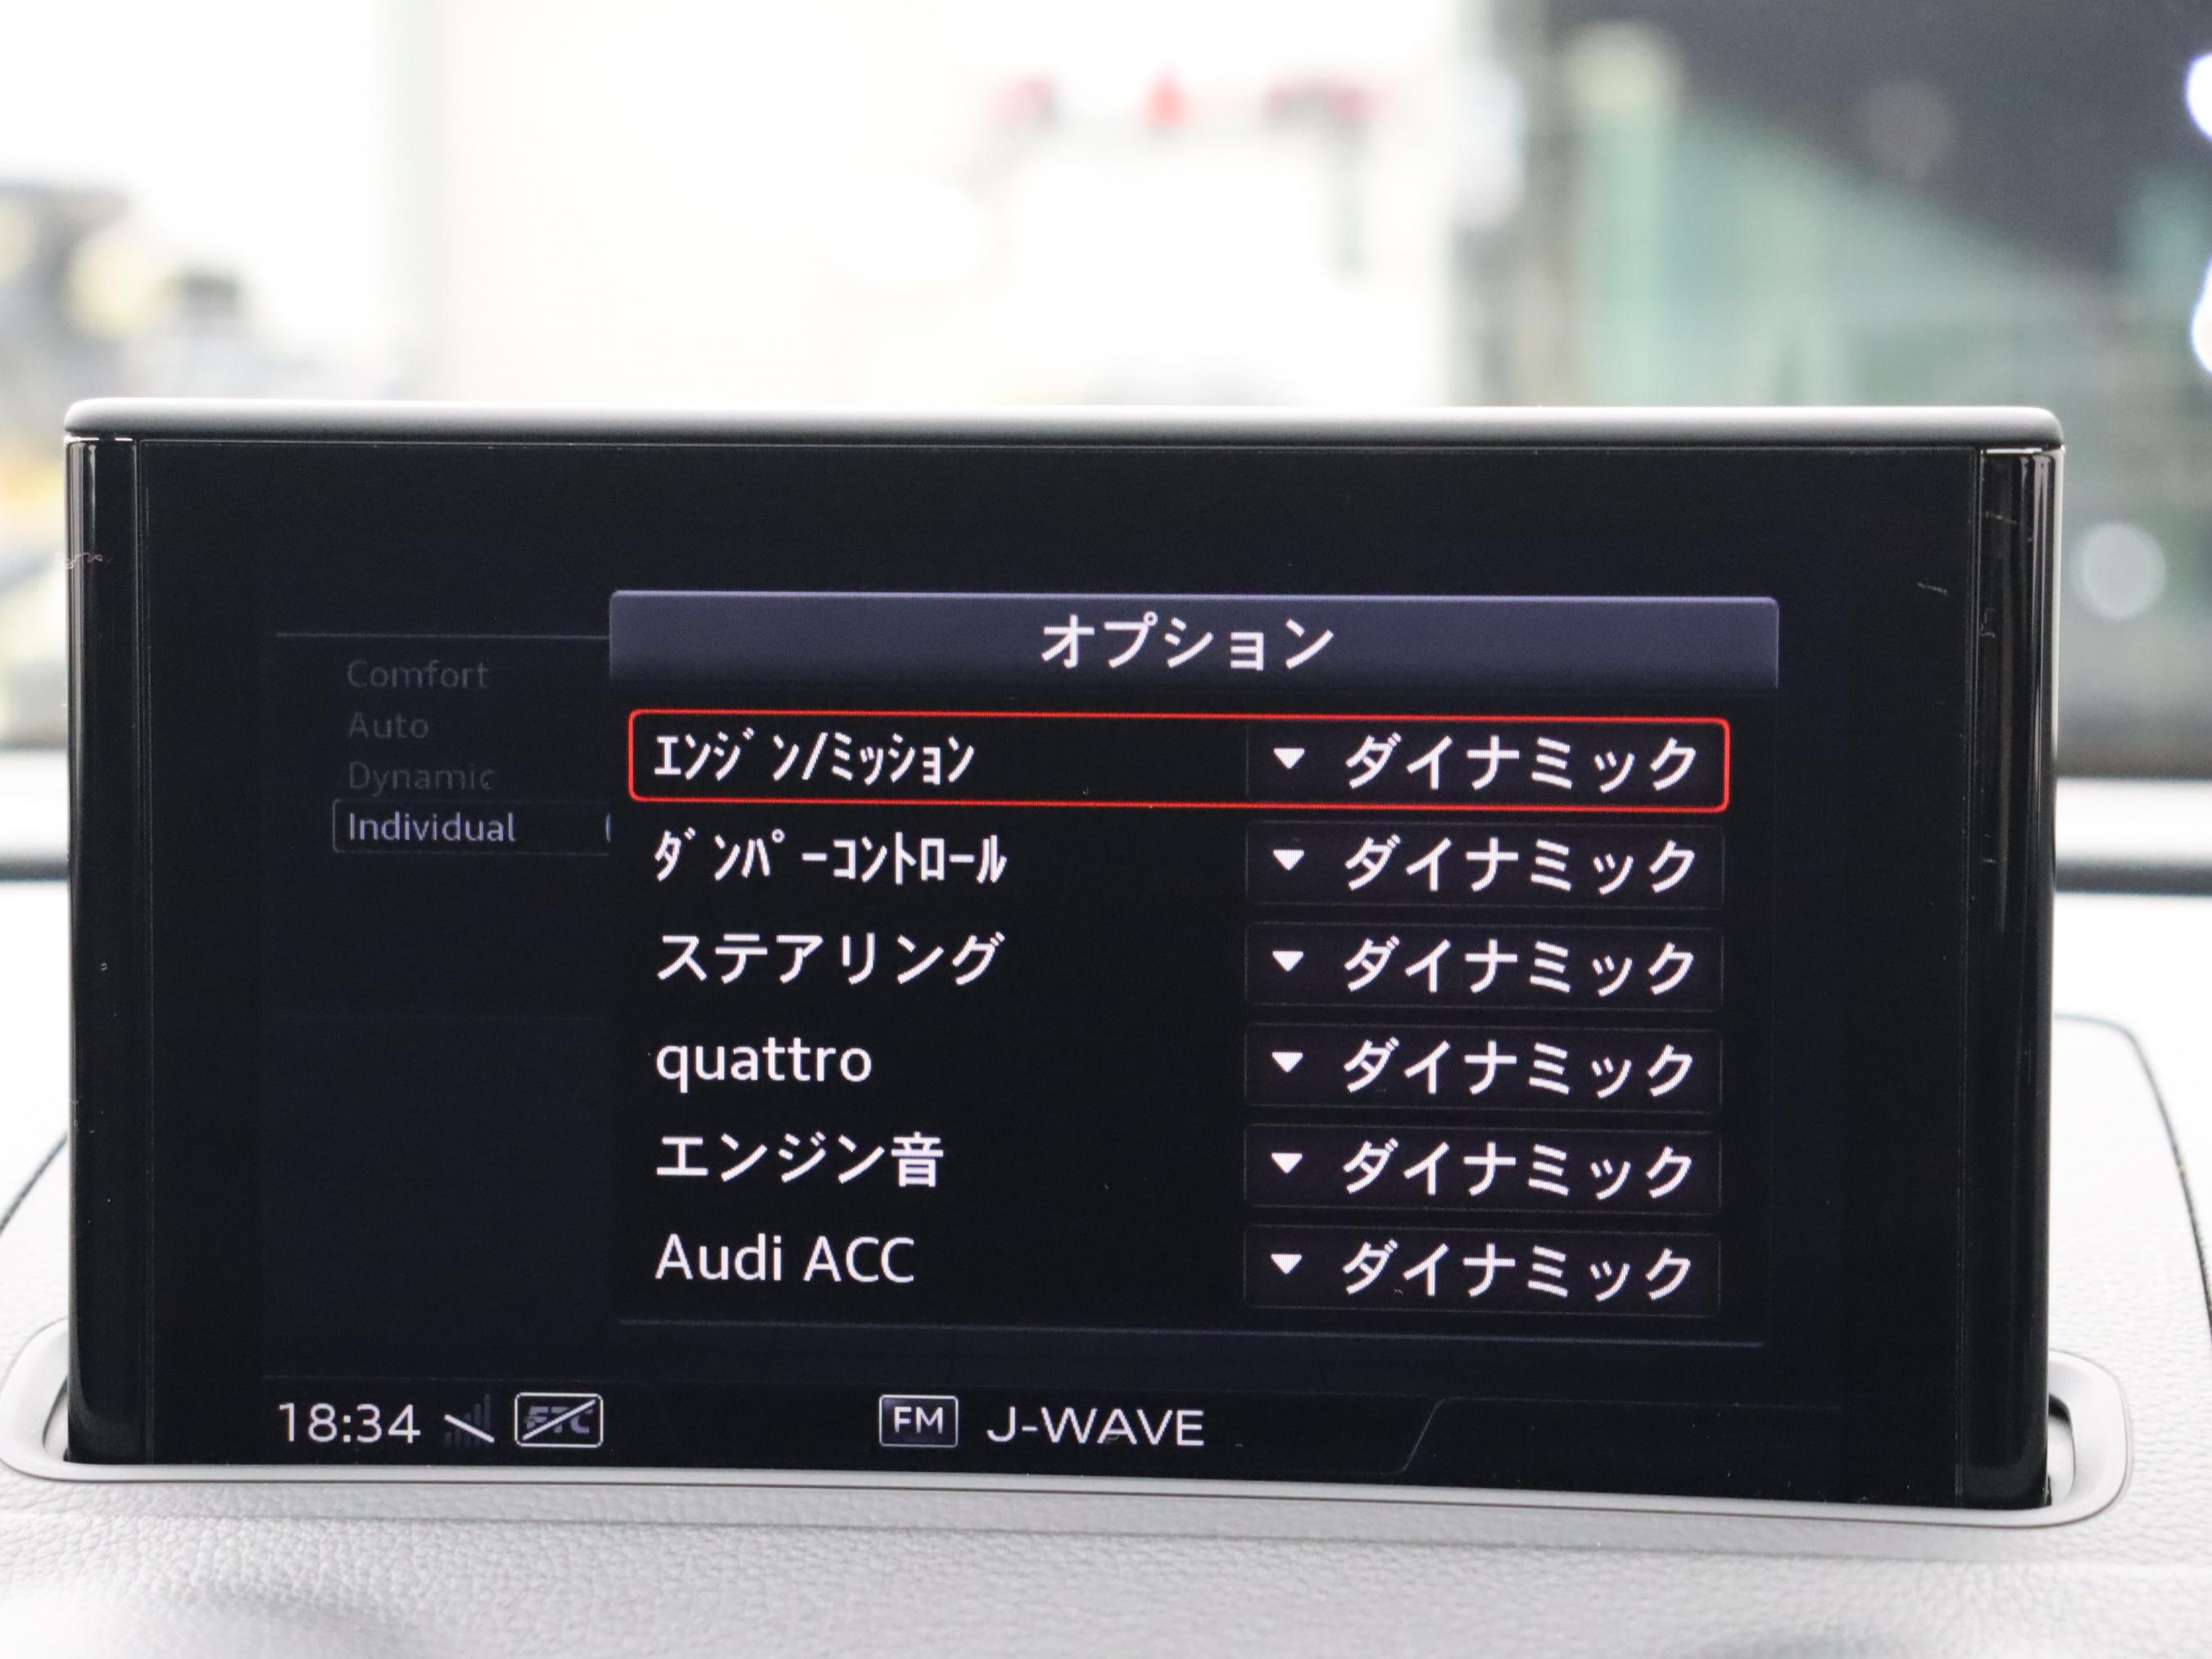 オプション
Comfort
Auto
Dynamic
Individual
ｴﾝｼﾞﾝ/ﾐｯｼｮﾝ ▼ ダイナミック
ﾀﾞﾝﾊﾟｰｺﾝﾄﾛｰﾙ ▼ ダイナミック
ステアリング ▼ ダイナミック
quattro ▼ ダイナミック
エンジン音 ▼ ダイナミック
Audi ACC ▼ ダイナミック
18:34 ETC FM J-WAVE